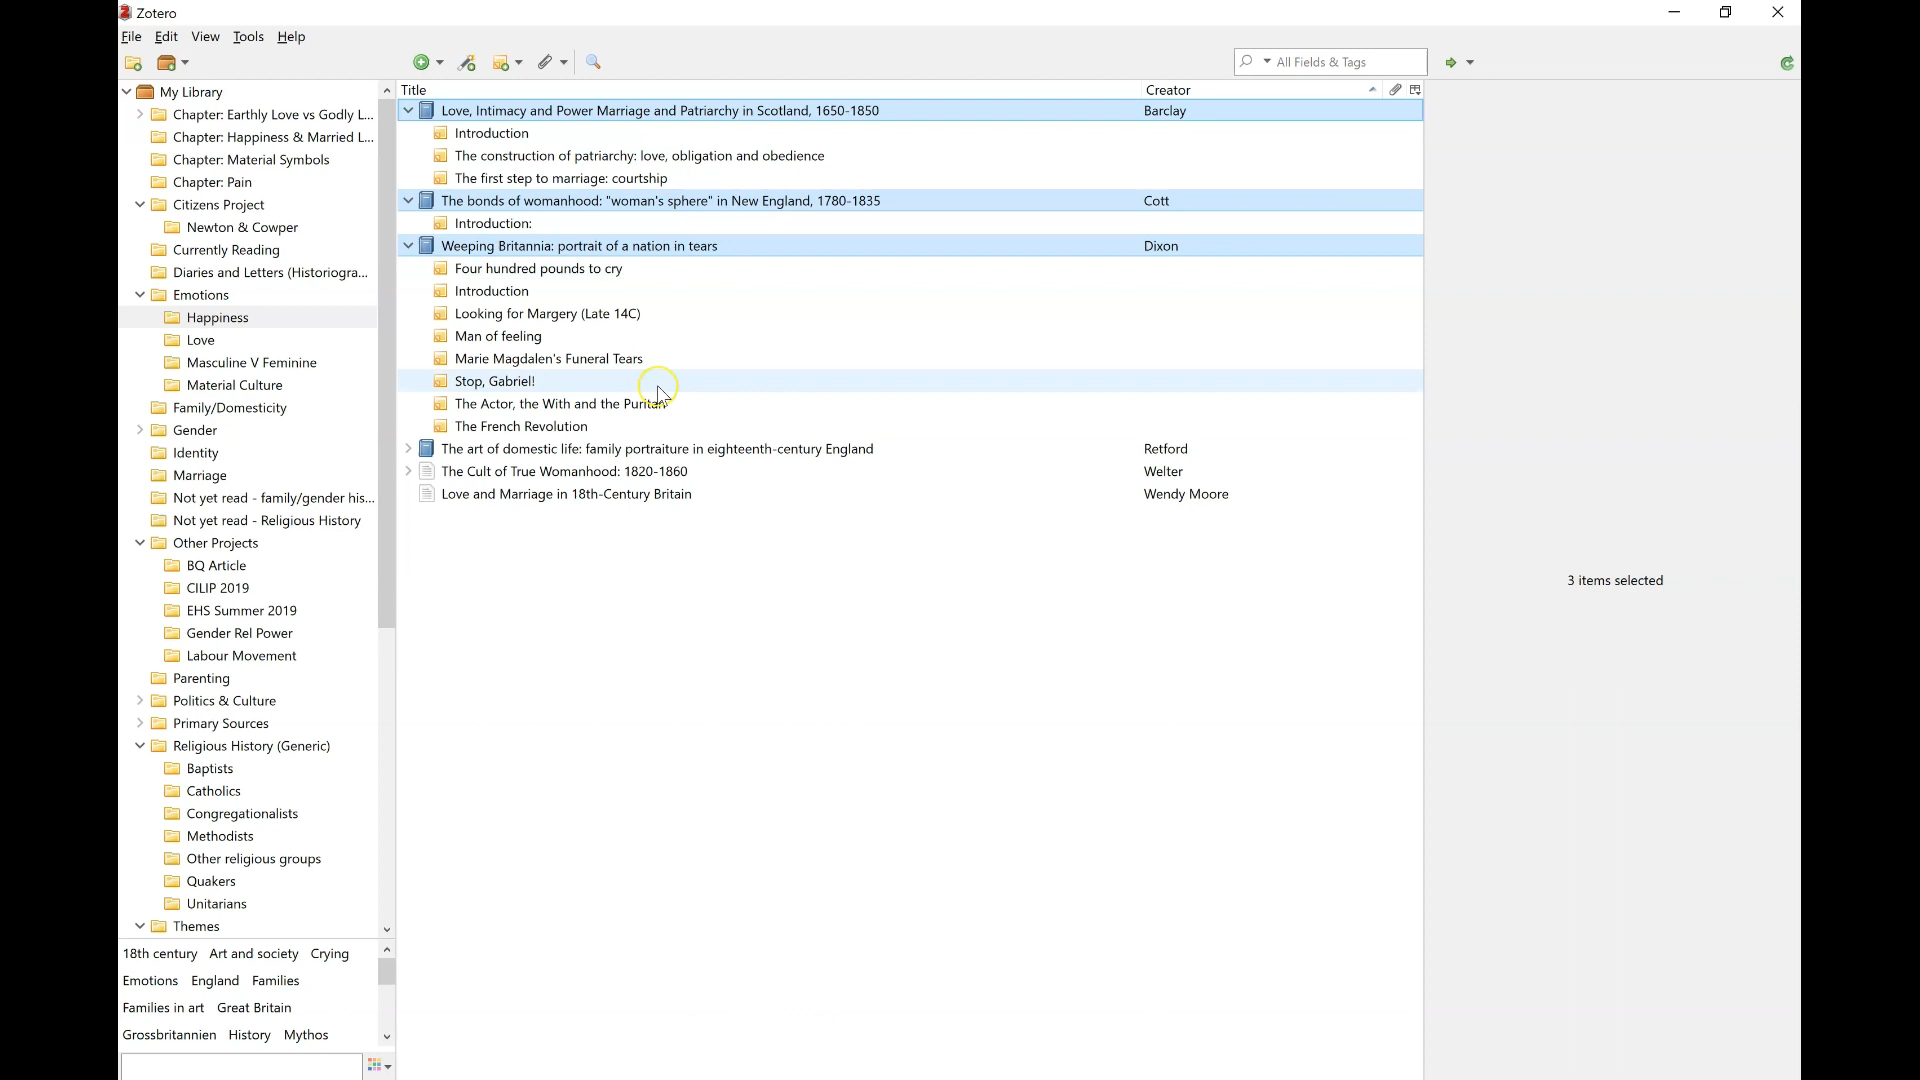 Zotero
File Edit View Tools Help
All Fields & Tags
My Library
Chapter: Earthly Love vs Godly L...
Chapter: Happiness & Married L...
Chapter: Material Symbols
Chapter: Pain
Citizens Project
Newton & Cowper
Currently Reading
Diaries and Letters (Historiogra...
Emotions
Happiness
Love
Masculine V Feminine
Material Culture
Family/Domesticity
Gender
Identity
Marriage
Not yet read - family/gender his...
Not yet read - Religious History
Other Projects
BQ Article
CILIP 2019
EHS Summer 2019
Gender Rel Power
Labour Movement
Parenting
Politics & Culture
Primary Sources
Religious History (Generic)
Baptists
Catholics
Congregationalists
Methodists
Other religious groups
Quakers
Unitarians
Themes
18th century Art and society Crying
Emotions England Families
Families in art Great Britain
Grossbritannien History Mythos
Title Creator
Love, Intimacy and Power Marriage and Patriarchy in Scotland, 1650-1850 Barclay
Introduction
The construction of patriarchy: love, obligation and obedience
The first step to marriage: courtship
The bonds of womanhood: "woman's sphere" in New England, 1780-1835 Cott
Introduction:
Weeping Britannia: portrait of a nation in tears Dixon
Four hundred pounds to cry
Introduction
Looking for Margery (Late 14C)
Man of feeling
Marie Magdalen's Funeral Tears
Stop, Gabriel!
The Actor, the With and the Puritan
The French Revolution
The art of domestic life: family portraiture in eighteenth-century England Retford
The Cult of True Womanhood: 1820-1860 Welter
Love and Marriage in 18th-Century Britain Wendy Moore
3 items selected